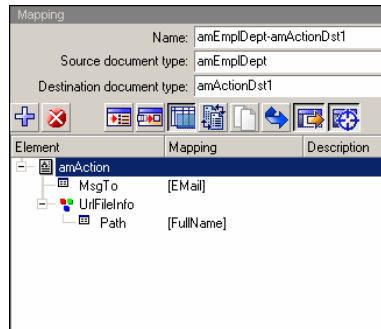 Mapping
Name: amEmplDept-amActionDst1
Source document type: amEmplDept
Destination document type: amActionDst1
Element Mapping Description
amAction
MsgTo [EMail]
UrlFileInfo
Path [FullName]